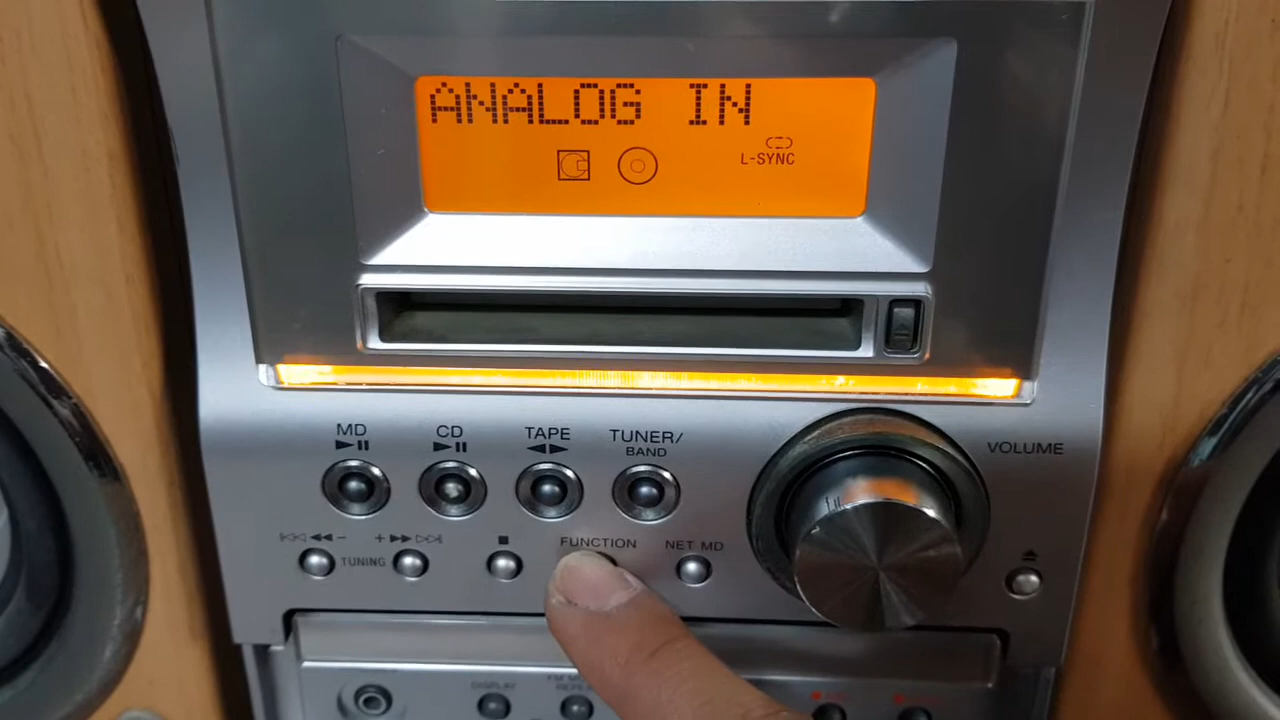 ANALOG IN
L-SYNC
MD
CD
TAPE
TUNER/
BAND
VOLUME
TUNING
FUNCTION
NET MD
DISPLAY